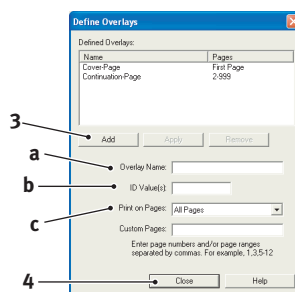 Define Overlays
Defined Overlays:
Name Pages
Cover-Page First Page
Continuation-Page 2-999
3 Add Apply Remove
a Overlay Name:
b ID Value(s):
c Print on Pages: All Pages
Custom Pages:
Enter page numbers and/or page ranges
separated by commas. For example, 1,3,5-12
4 Close Help